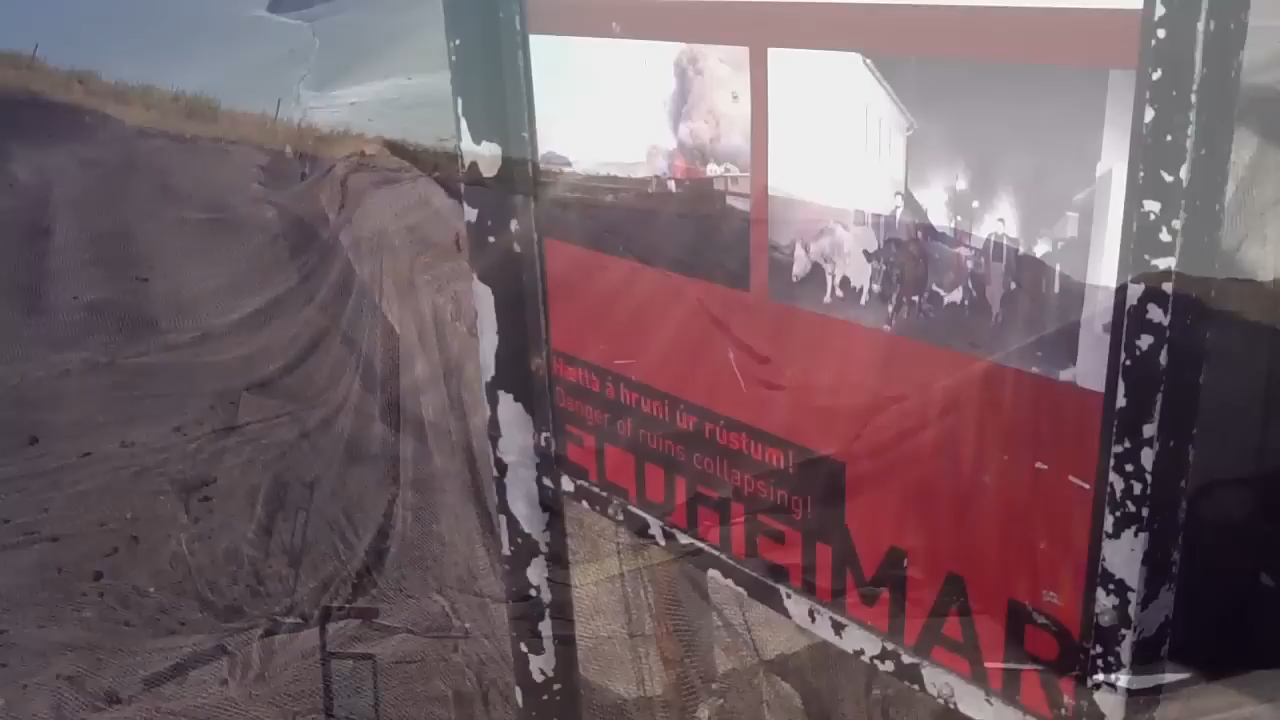 Hætta á hruni úr rústum!
Danger of ruins collapsing!
ELDHEIMAR